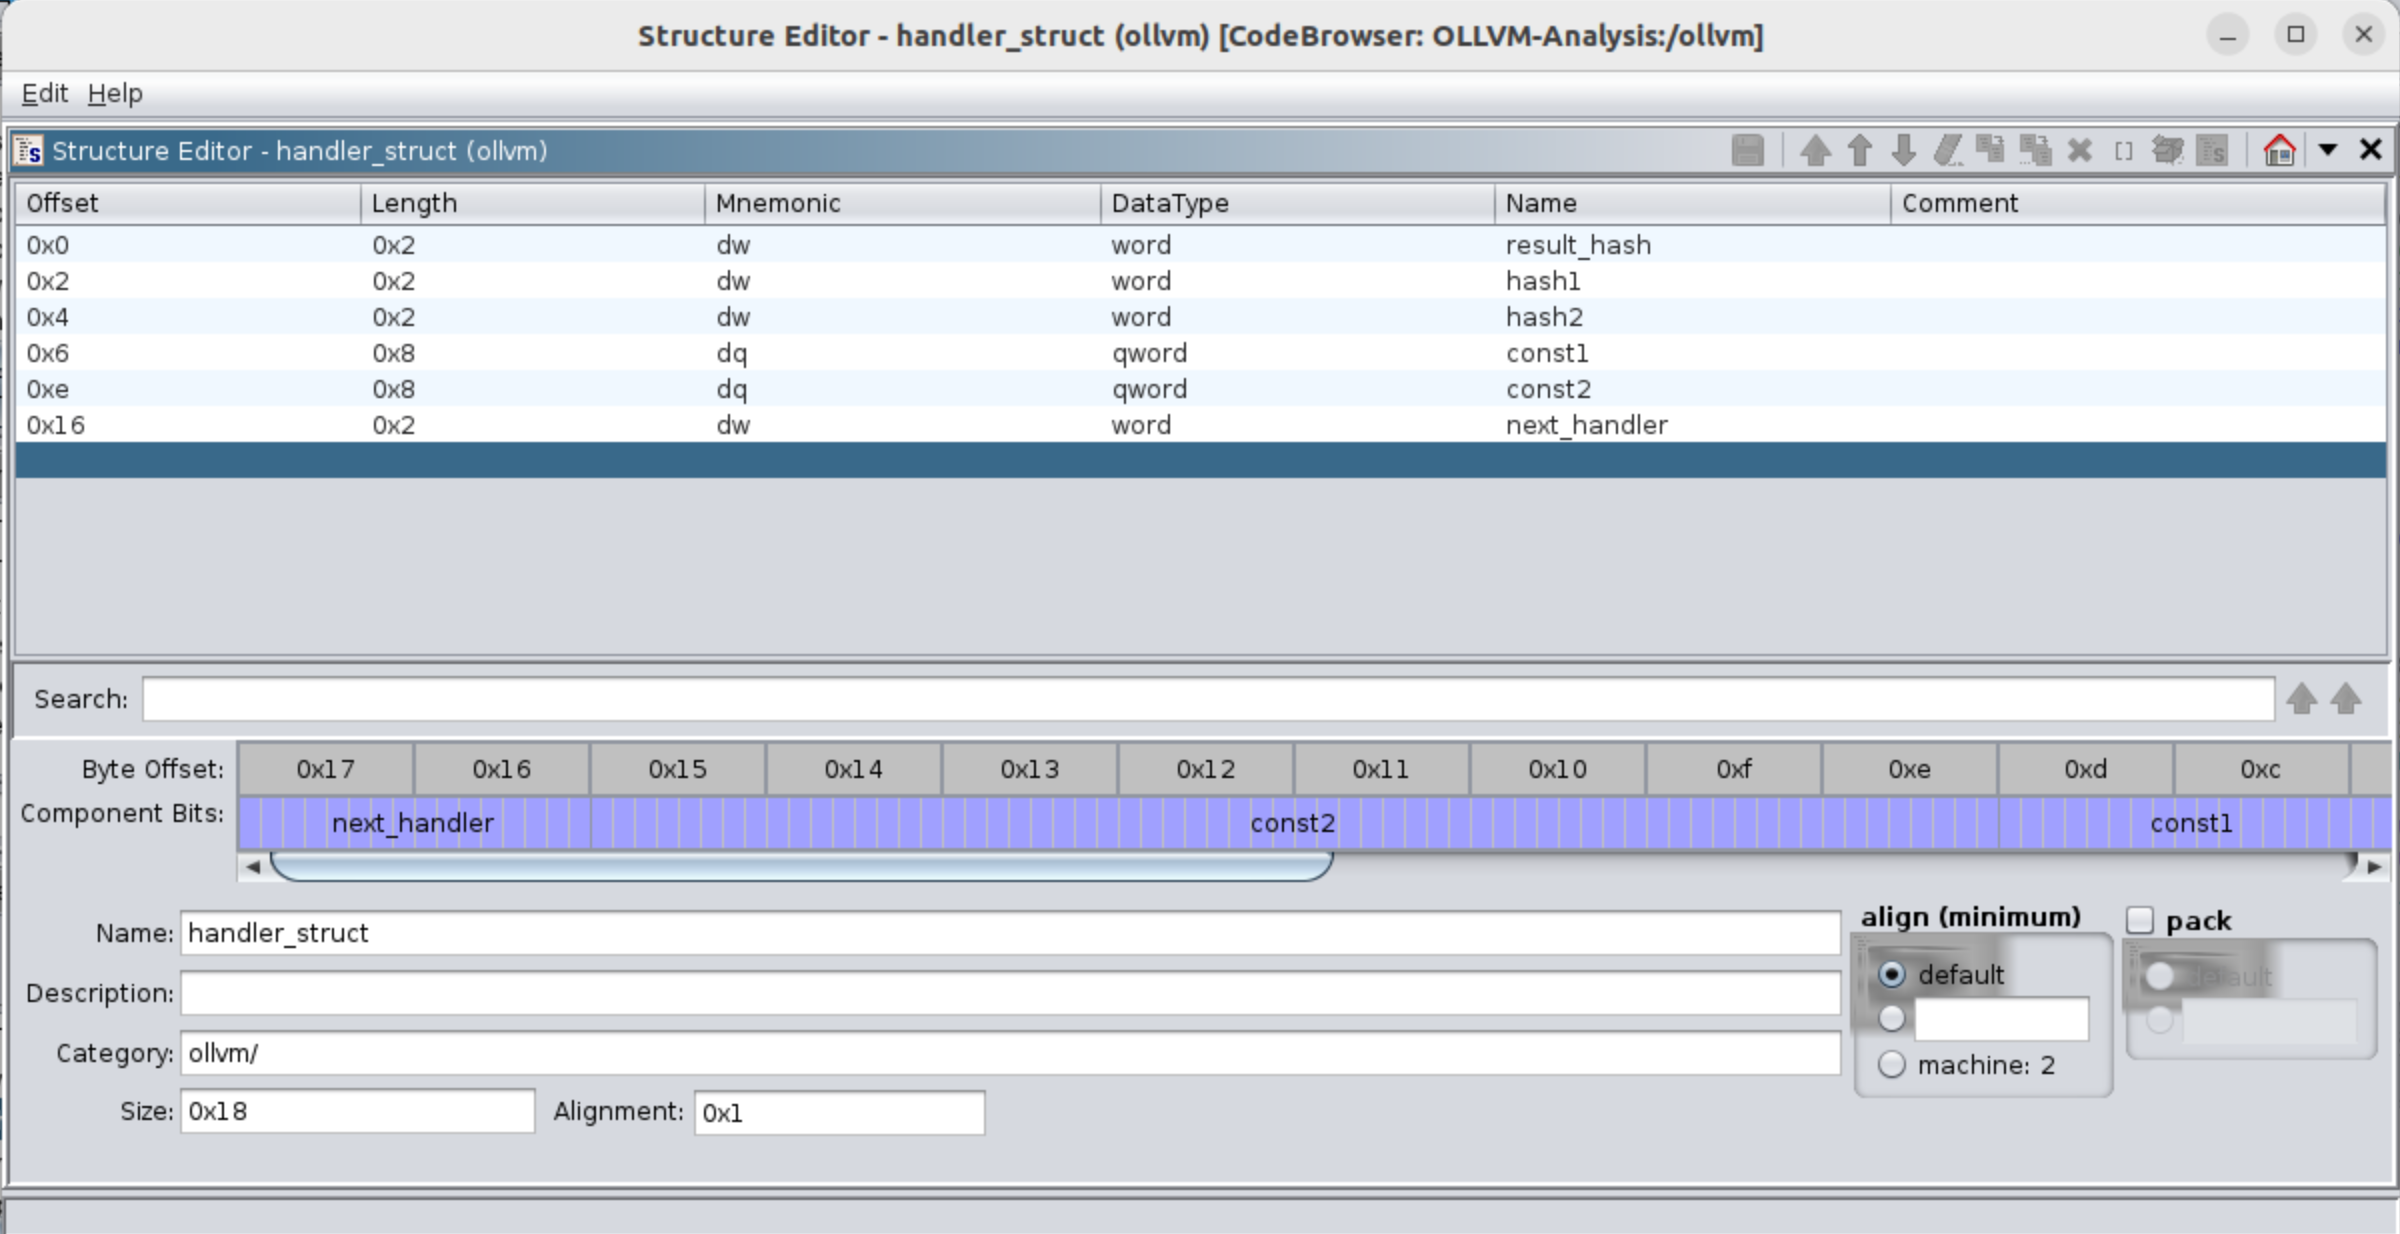 Structure Editor - handler_struct (ollvm) [CodeBrowser: OLLVM-Analysis:/ollvm]
Edit Help
Structure Editor - handler_struct (ollvm)
Offset Length Mnemonic DataType Name Comment
0x0 0x2 dw word result_hash
0x2 0x2 dw word hash1
0x4 0x2 dw word hash2
0x6 0x8 dq qword const1
0xe 0x8 dq qword const2
0x16 0x2 dw word next_handler
Search:
Byte Offset: 0x17 0x16 0x15 0x14 0x13 0x12 0x11 0x10 0xf 0xe 0xd 0xc
Component Bits: next_handler const2 const1
Name: handler_struct
Description:
Category: ollvm/
Size: 0x18 Alignment: 0x1
align (minimum)
default
machine: 2
pack
default